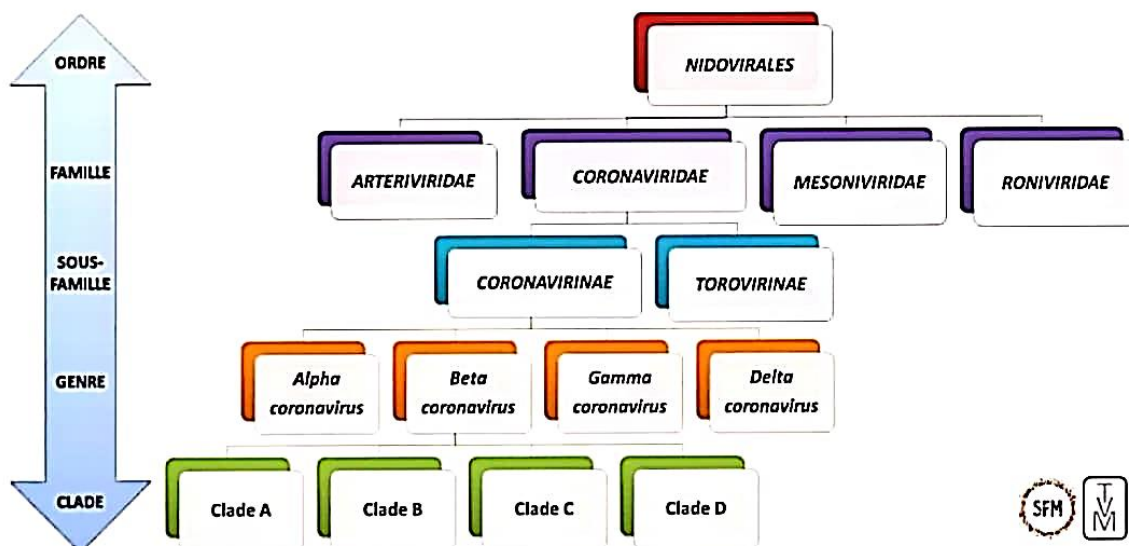 ORDRE
NIDOVIRALES
FAMILLE
ARTERIVIRIDAE
CORONAVIRIDAE
MESONIVIRIDAE
RONIVIRIDAE
SOUS-
FAMILLE
CORONAVIRINAE
TOROVIRINAE
GENRE
Alpha
coronavirus
Beta
coronavirus
Gamma
coronavirus
Delta
coronavirus
CLADE
Clade A
Clade B
Clade C
Clade D
SFM
TVM